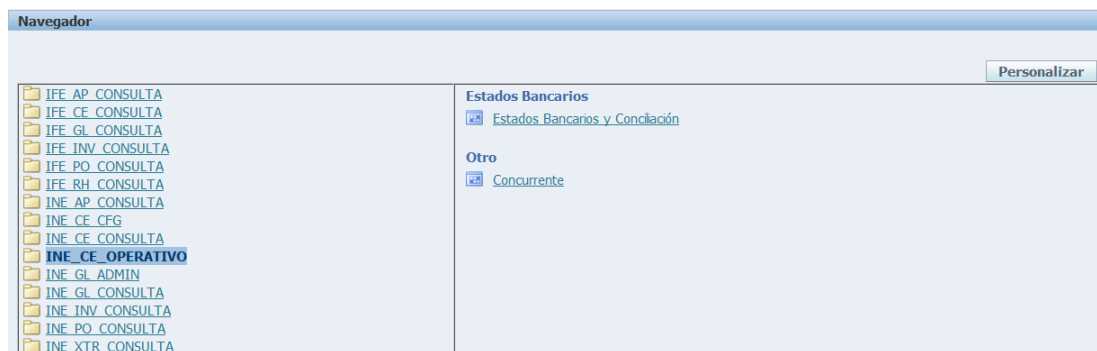 Navegador
Personalizar
IFE_AP_CONSULTA
IFE_CE_CONSULTA
IFE_GL_CONSULTA
IFE_INV_CONSULTA
IFE_PO_CONSULTA
IFE_RH_CONSULTA
INE_AP_CONSULTA
INE_CE_CFG
INE_CE_CONSULTA
INE_CE_OPERATIVO
INE_GL_ADMIN
INE_GL_CONSULTA
INE_INV_CONSULTA
INE_PO_CONSULTA
INE_XTR_CONSULTA
Estados Bancarios
Estados Bancarios y Conciliación
Otro
Concurrente